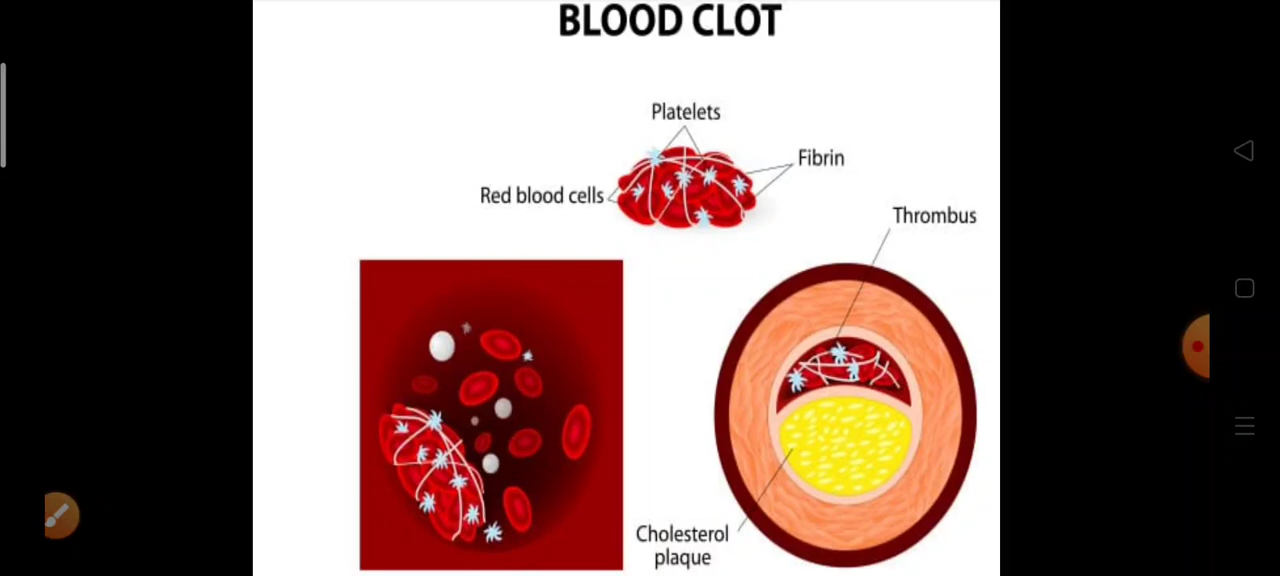 BLOOD CLOT
Platelets
Fibrin
Red blood cells
Thrombus
Cholesterol
plaque